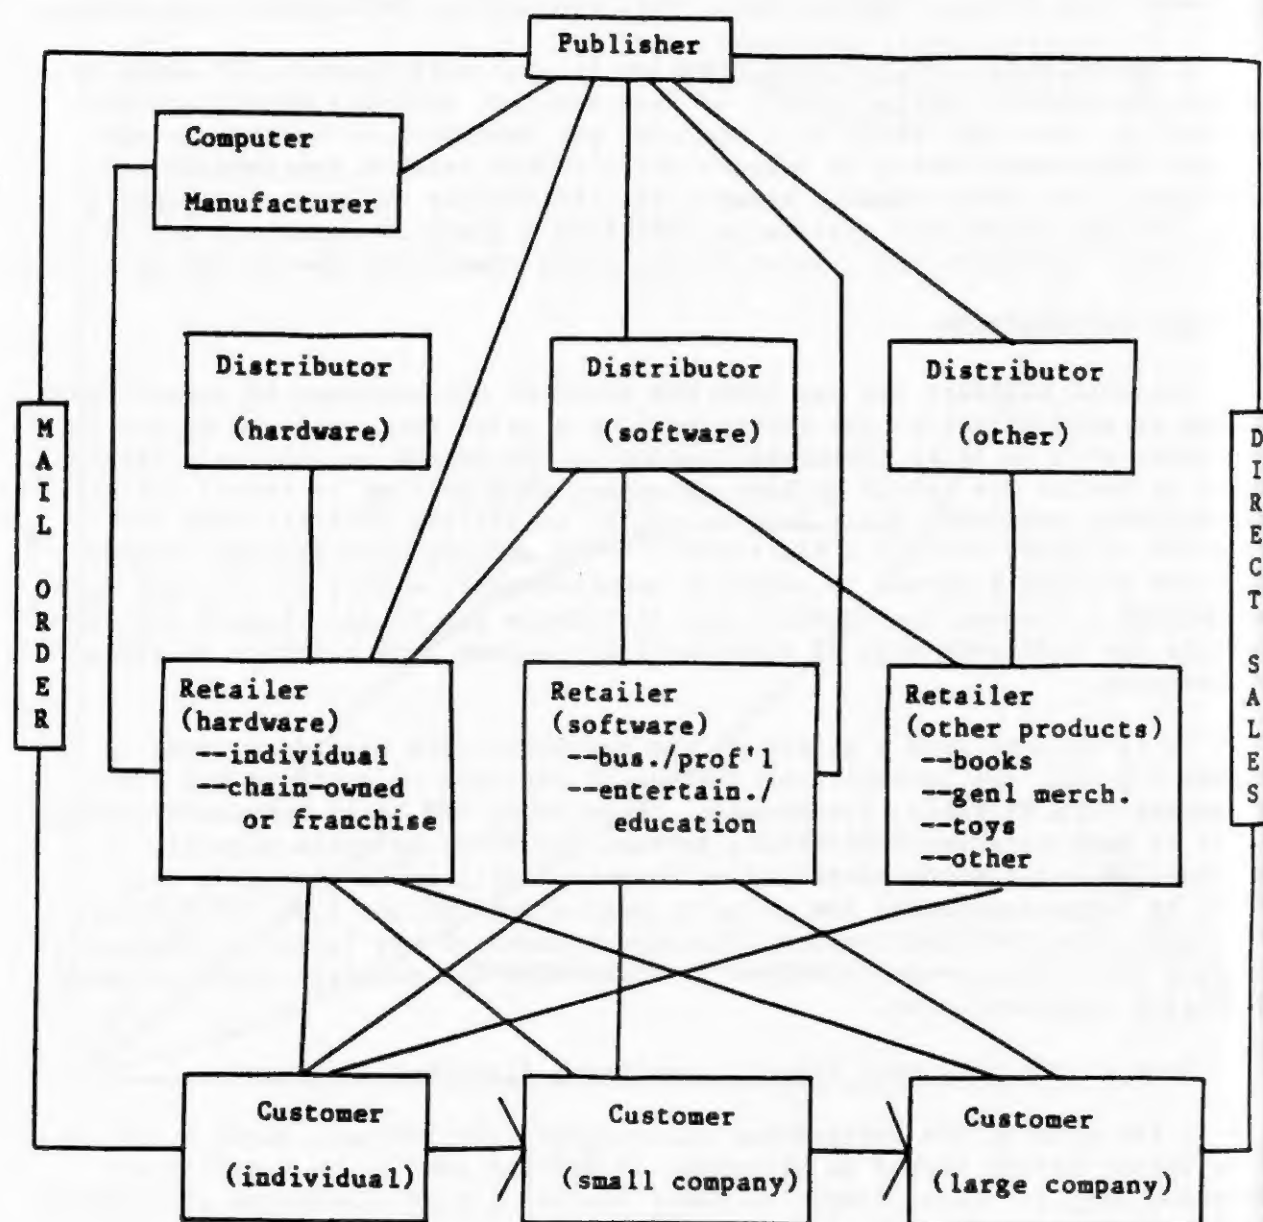 Publisher
Computer
Manufacturer
Distributor
(hardware)
Distributor
(software)
Distributor
(other)
MAIL ORDER
DIRECT SALES
Retailer
(hardware)
--individual
--chain-owned
or franchise
Retailer
(software)
--bus./prof'l
--entertain./
education
Retailer
(other products)
--books
--genl merch.
--toys
--other
Customer
(individual)
Customer
(small company)
Customer
(large company)